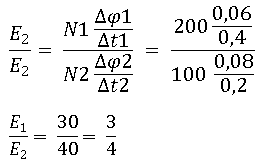 E₂/E₂ = N1 Δφ1/Δt1 / N2 Δφ2/Δt2 = 200 0,06/0,4 / 100 0,08/0,2
E₁/E₂ = 30/40 = 3/4